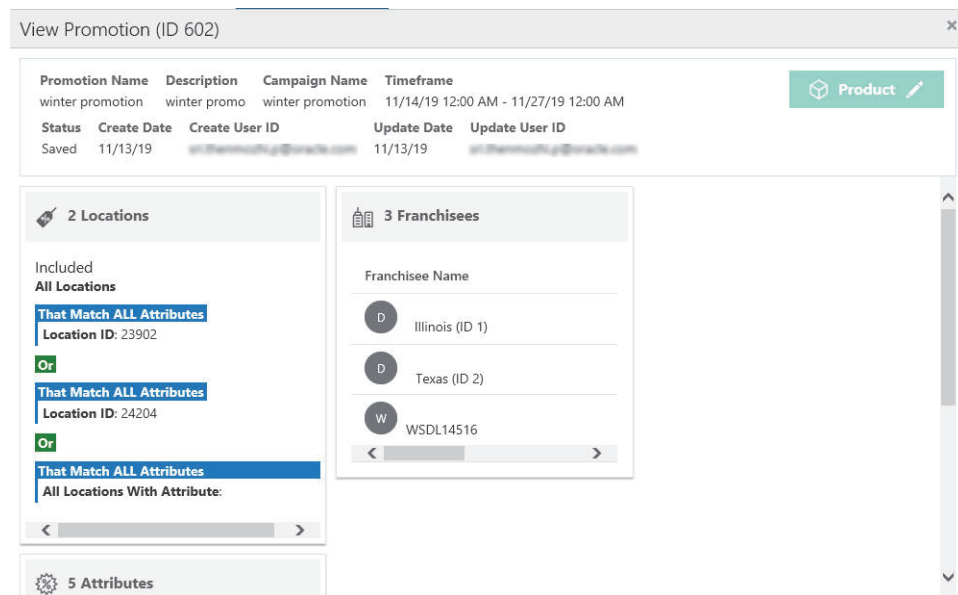 View Promotion (ID 602)
Promotion Name Description Campaign Name Timeframe
winter promotion winter promo winter promotion 11/14/19 12:00 AM - 11/27/19 12:00 AM
Product
Status Create Date Create User ID Update Date Update User ID
Saved 11/13/19 11/13/19
2 Locations
Included
All Locations
That Match ALL Attributes
Location ID: 23902
Or
That Match ALL Attributes
Location ID: 24204
Or
That Match ALL Attributes
All Locations With Attribute:
3 Franchisees
Franchisee Name
D Illinois (ID 1)
D Texas (ID 2)
W WSDL14516
5 Attributes